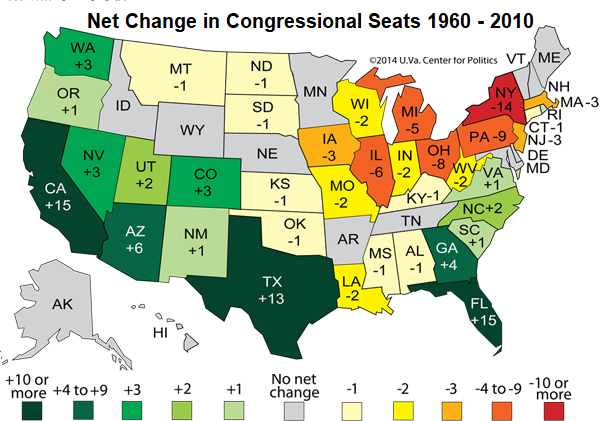 Net Change in Congressional Seats 1960 - 2010
©2014 U.Va. Center for Politics
WA
+3
OR
+1
ID
MT
-1
ND
-1
SD
-1
MN
WI
-2
MI
-5
NY
-14
VT
ME
NH
MA -3
RI
CT -1
NJ -3
DE
MD
PA -9
OH
-8
IN
-2
IL
-6
IA
-3
NE
WY
NV
+3
UT
+2
CO
+3
CA
+15
AZ
+6
NM
+1
KS
-1
OK
-1
MO
-2
KY -1
WV
-2
VA
+1
NC +2
SC
+1
TN
AR
TX
+13
LA
-2
MS
-1
AL
-1
GA
+4
FL
+15
AK
HI
+10 or
more
+4 to +9
+3
+2
+1
No net
change
-1
-2
-3
-4 to -9
-10 or
more